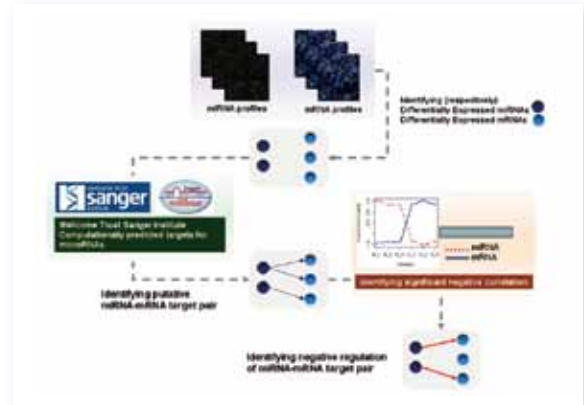 miRNA profiles
mRNA profiles
Identifying (respectively)
Differentially Expressed miRNAs
Differentially Expressed mRNAs
sanger
Wellcome Trust Sanger Institute
Computationally predicted targets for
microRNAs
miRNA
mRNA
Identifying significant negative correlation
Identifying putative
miRNA-mRNA target pair
Identifying negative regulation
of miRNA-mRNA target pair